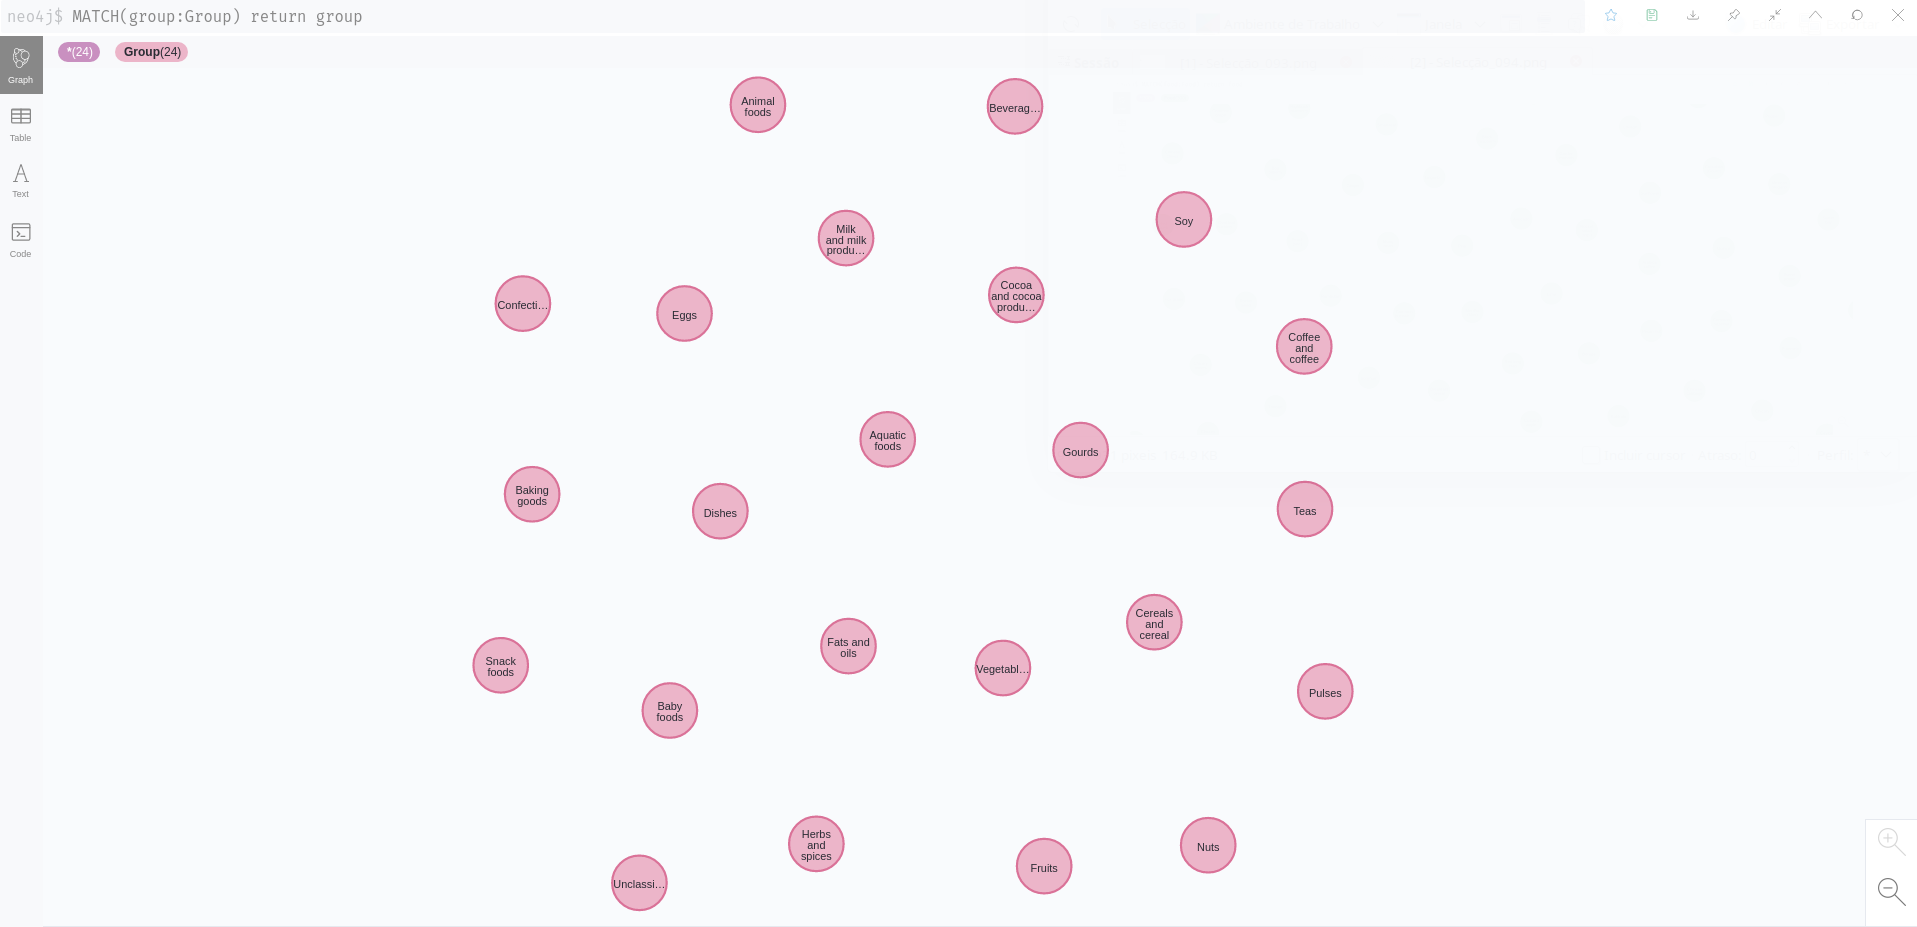 neo4j$ MATCH(group:Group) return group
*(24) Group(24)
Graph
Table
Text
Code
Animal
foods
Beverag...
Milk
and milk
produ...
Soy
Confecti...
Eggs
Cocoa
and cocoa
produ...
Coffee
and
coffee
Aquatic
foods
Gourds
Baking
goods
Dishes
Teas
Cereals
and
cereal
Fats and
oils
Vegetabl...
Snack
foods
Baby
foods
Pulses
Herbs
and
spices
Unclassi...
Fruits
Nuts